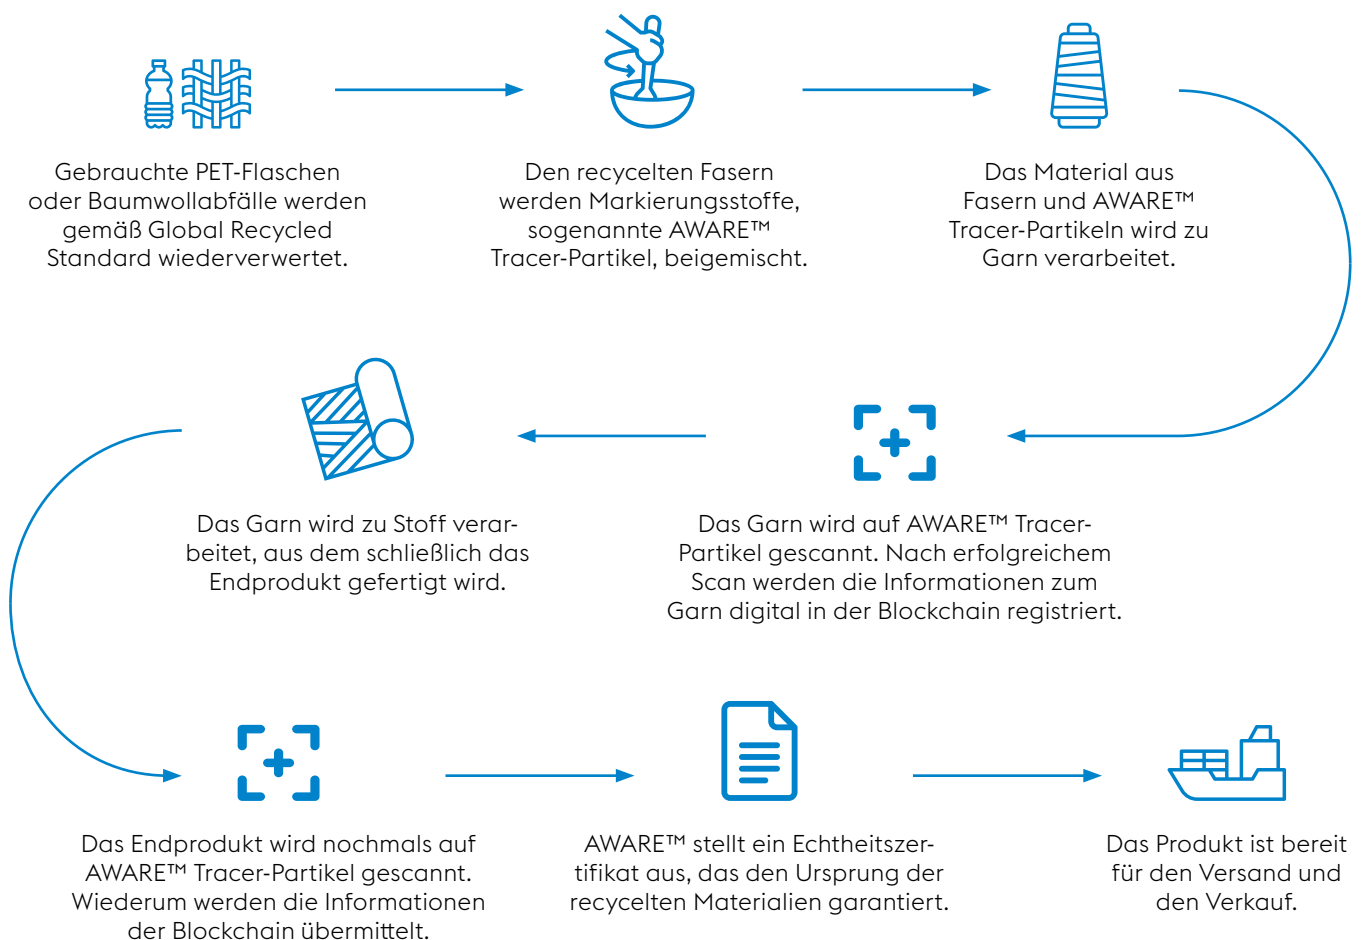 Gebrauchte PET-Flaschen
oder Baumwollabfälle werden
gemäß Global Recycled
Standard wiederverwertet.
Den recycelten Fasern
werden Markierungsstoffe,
sogenannte AWARE™
Tracer-Partikel, beigemischt.
Das Material aus
Fasern und AWARE™
Tracer-Partikeln wird zu
Garn verarbeitet.
Das Garn wird auf AWARE™ Tracer-
Partikel gescannt. Nach erfolgreichem
Scan werden die Informationen zum
Garn digital in der Blockchain registriert.
Das Garn wird zu Stoff verar-
beitet, aus dem schließlich das
Endprodukt gefertigt wird.
Das Endprodukt wird nochmals auf
AWARE™ Tracer-Partikel gescannt.
Wiederum werden die Informationen
der Blockchain übermittelt.
AWARE™ stellt ein Echtheitszer-
tifikat aus, das den Ursprung der
recycelten Materialien garantiert.
Das Produkt ist bereit
für den Versand und
den Verkauf.